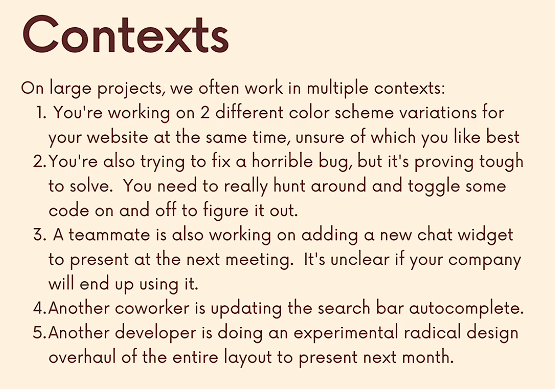 Contexts
On large projects, we often work in multiple contexts:
1. You're working on 2 different color scheme variations for
your website at the same time, unsure of which you like best
2.You're also trying to fix a horrible bug, but it's proving tough
to solve.  You need to really hunt around and toggle some
code on and off to figure it out.
3. A teammate is also working on adding a new chat widget
to present at the next meeting.  It's unclear if your company
will end up using it.
4.Another coworker is updating the search bar autocomplete.
5.Another developer is doing an experimental radical design
overhaul of the entire layout to present next month.